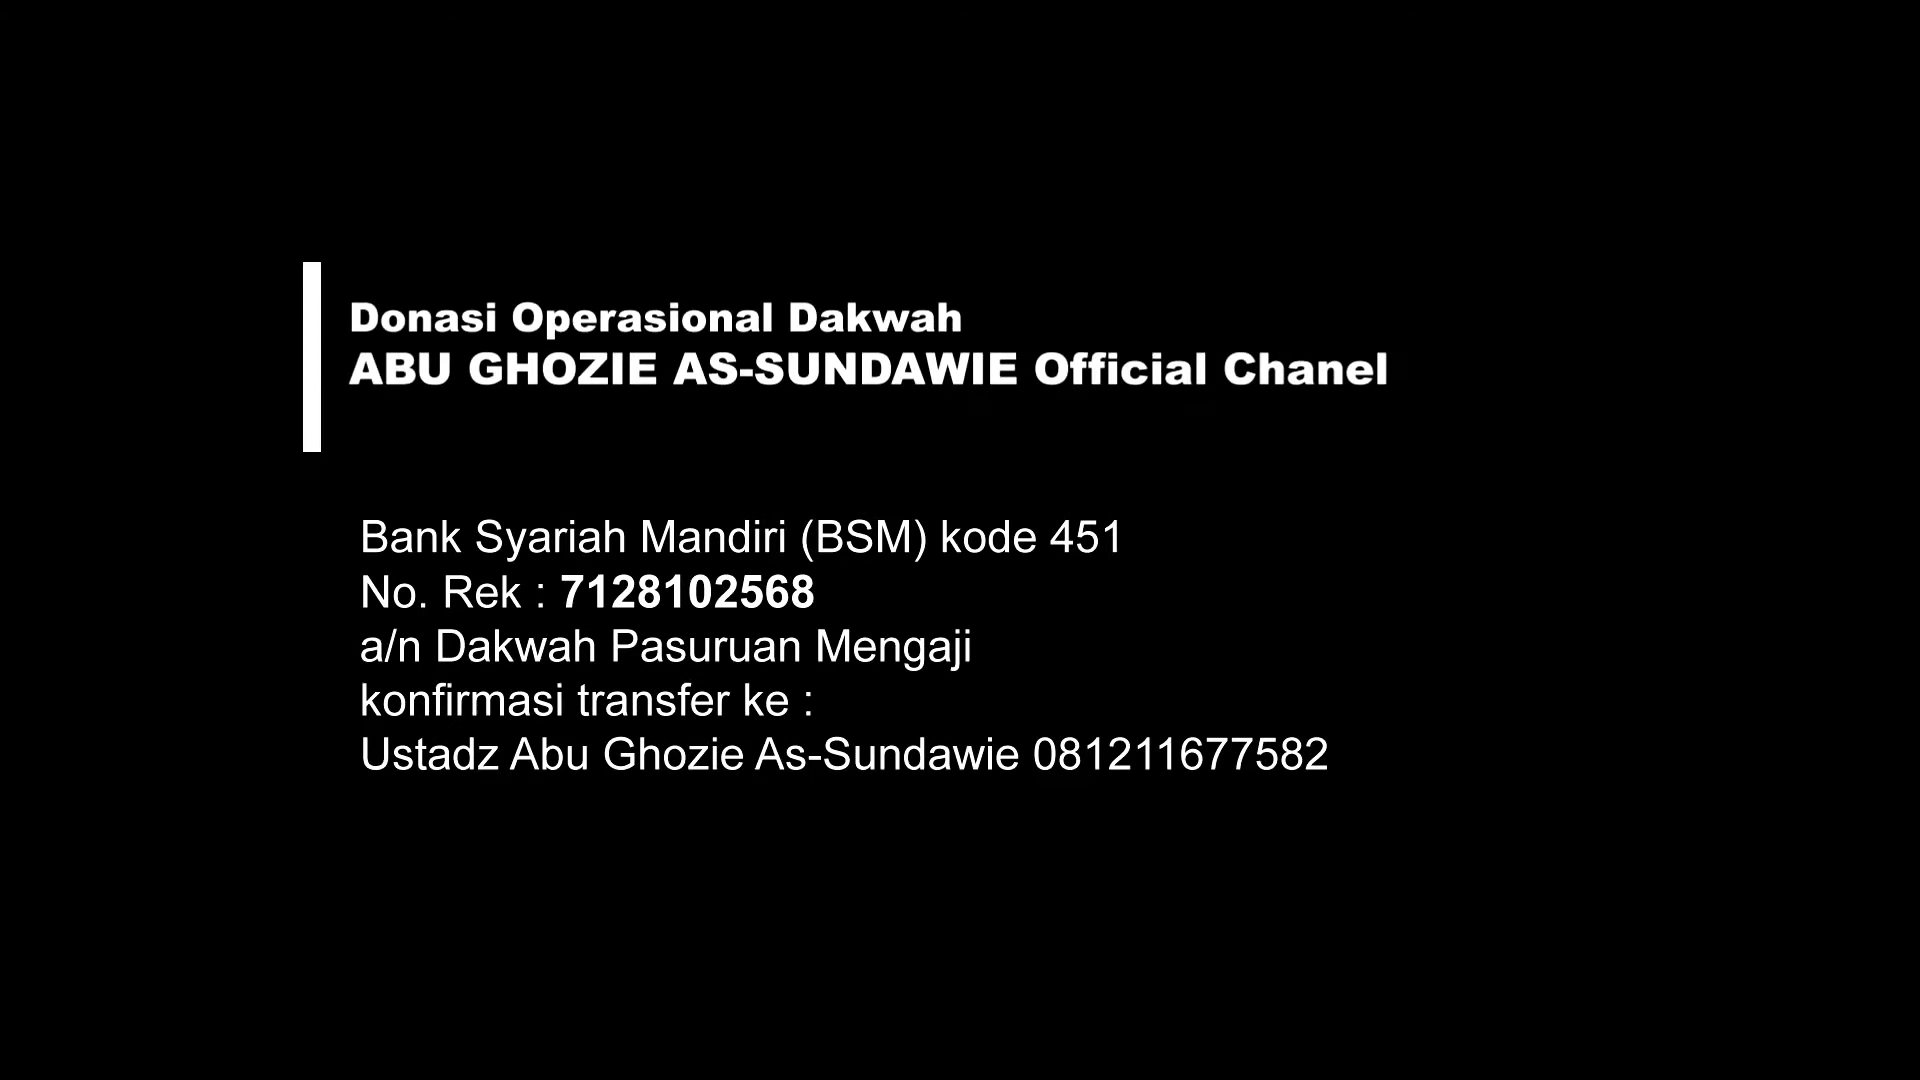 Donasi Operasional Dakwah
ABU GHOZIE AS-SUNDAWIE Official Chanel
Bank Syariah Mandiri (BSM) kode 451
No. Rek : 7128102568
a/n Dakwah Pasuruan Mengaji
konfirmasi transfer ke :
Ustadz Abu Ghozie As-Sundawie 081211677582